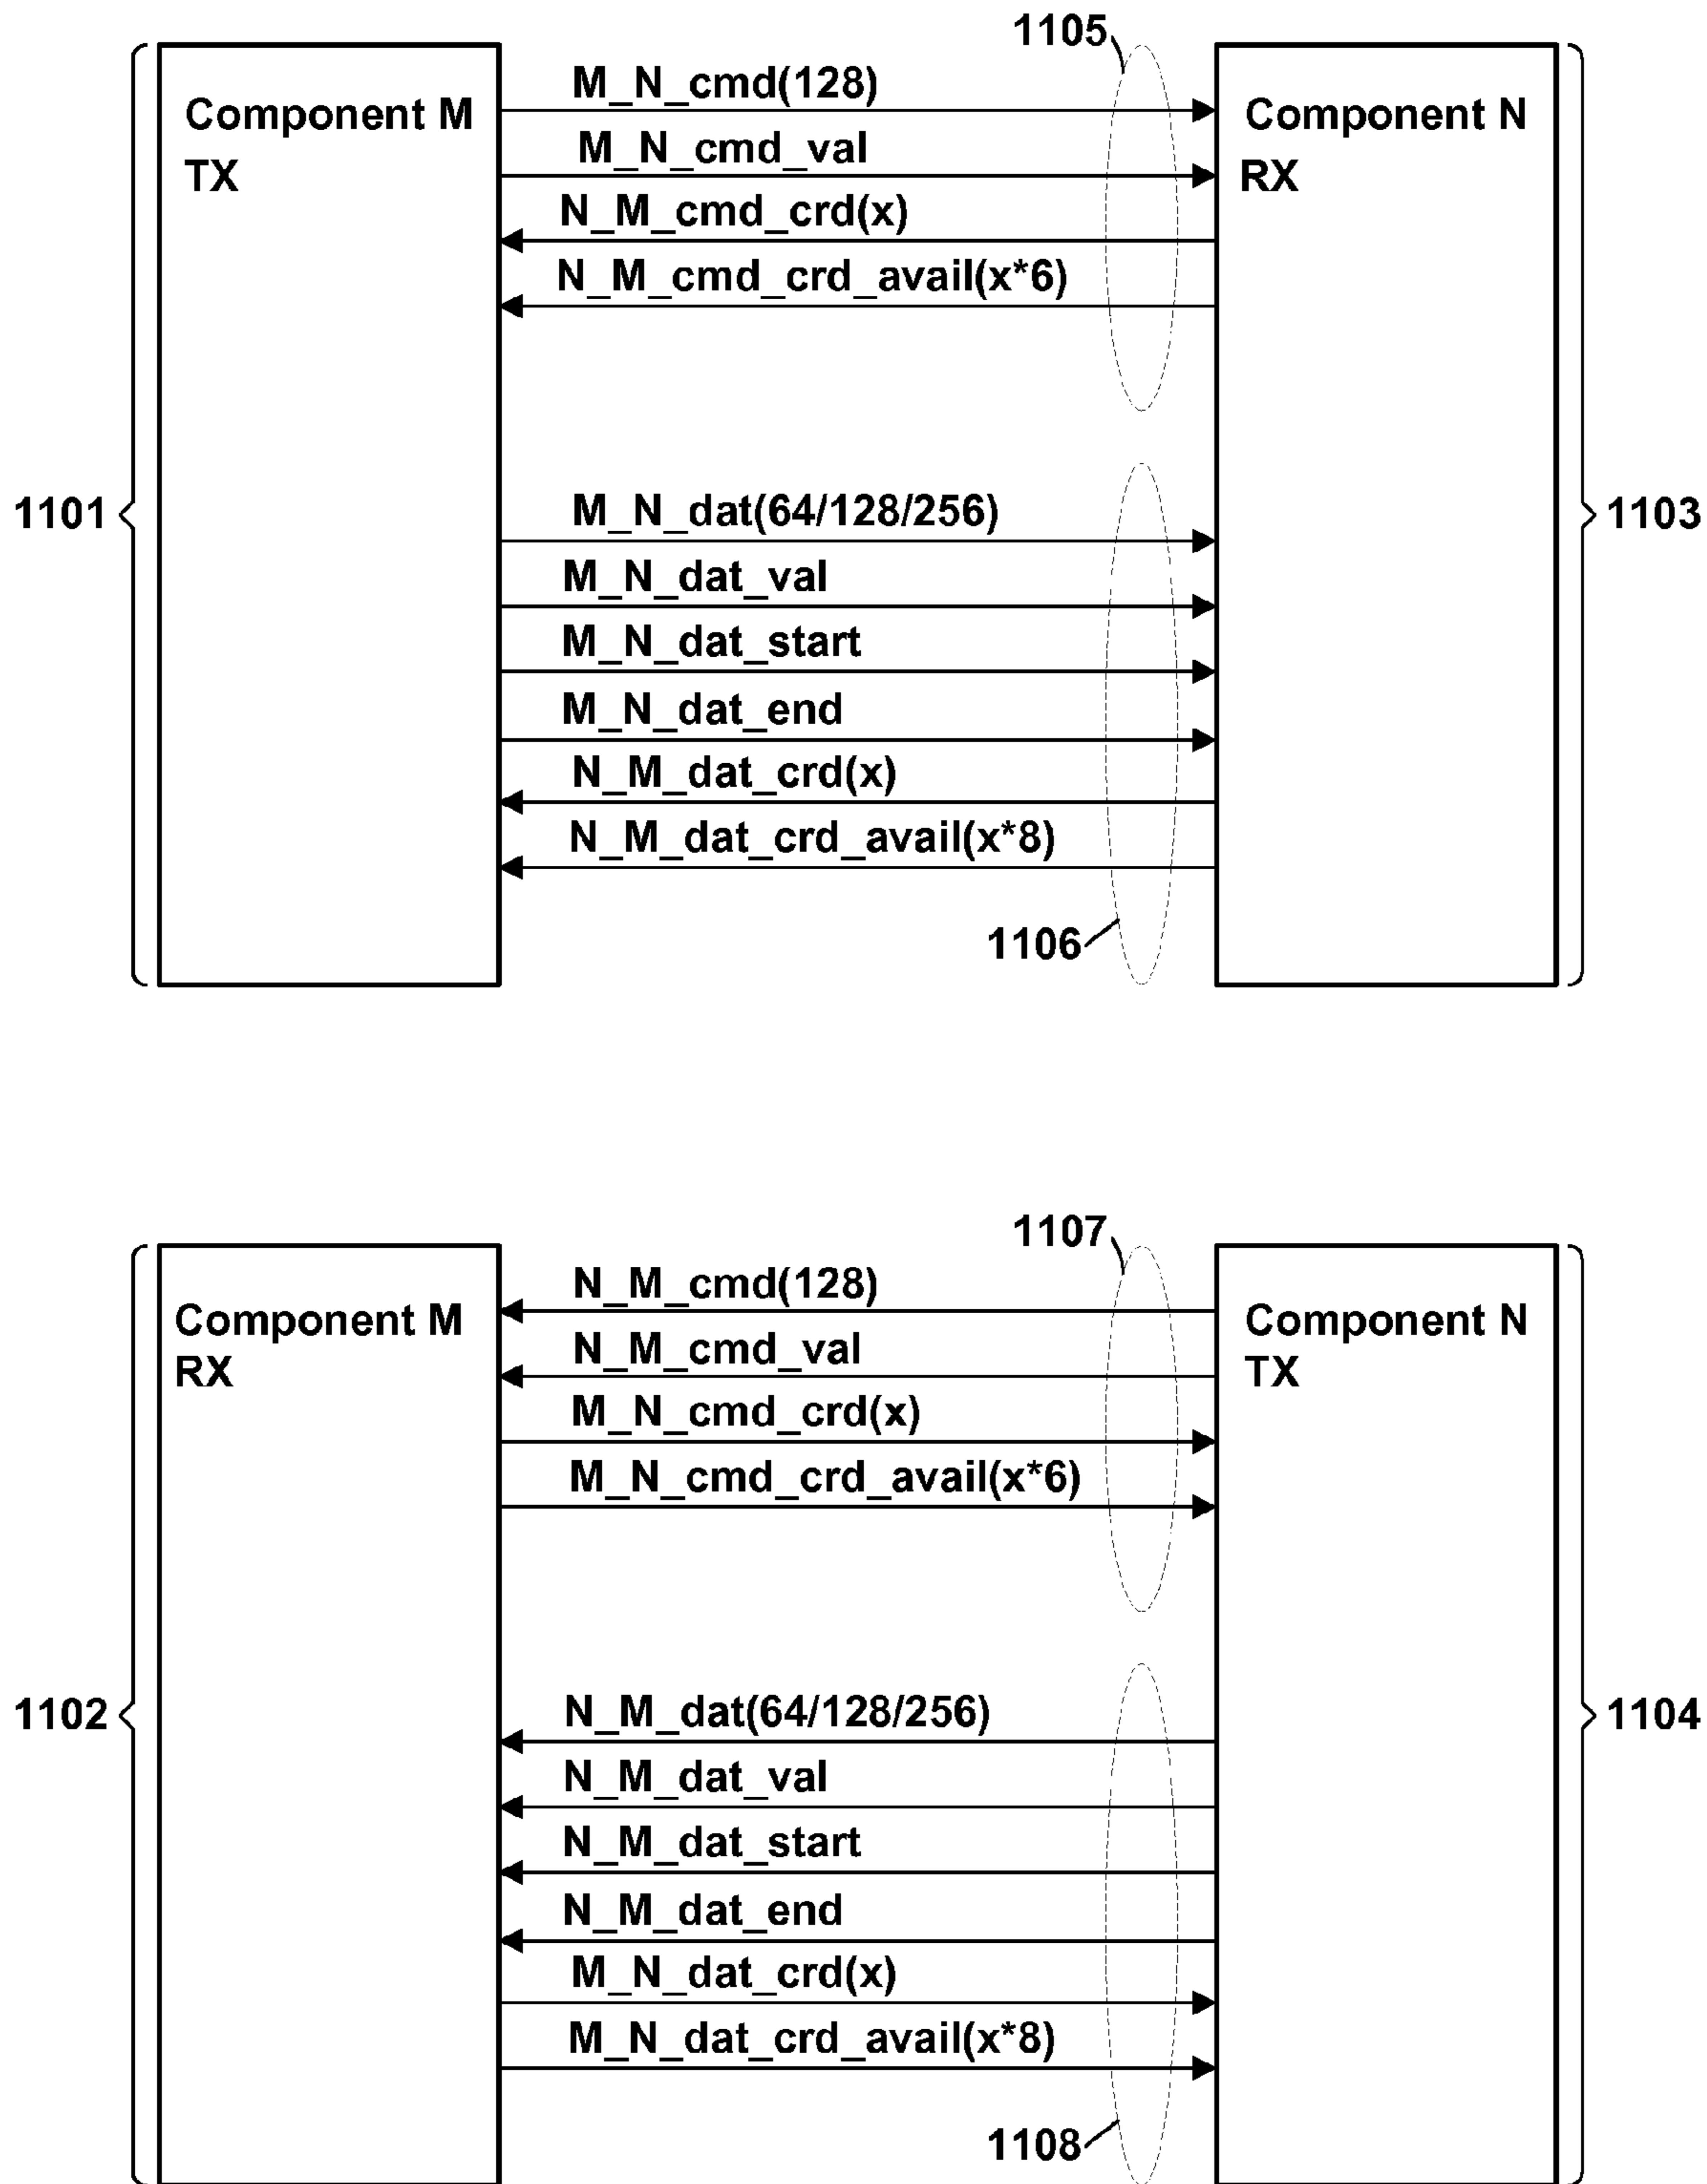 1105
Component M
TX
M_N_cmd(128)
M_N_cmd_val
N_M_cmd_crd(x)
N_M_cmd_crd_avail(x*6)
Component N
RX
1101
M_N_dat(64/128/256)
M_N_dat_val
M_N_dat_start
M_N_dat_end
N_M_dat_crd(x)
N_M_dat_crd_avail(x*8)
1103
1106
1107
Component M
RX
N_M_cmd(128)
N_M_cmd_val
M_N_cmd_crd(x)
M_N_cmd_crd_avail(x*6)
Component N
TX
1102
N_M_dat(64/128/256)
N_M_dat_val
N_M_dat_start
N_M_dat_end
M_N_dat_crd(x)
M_N_dat_crd_avail(x*8)
1104
1108